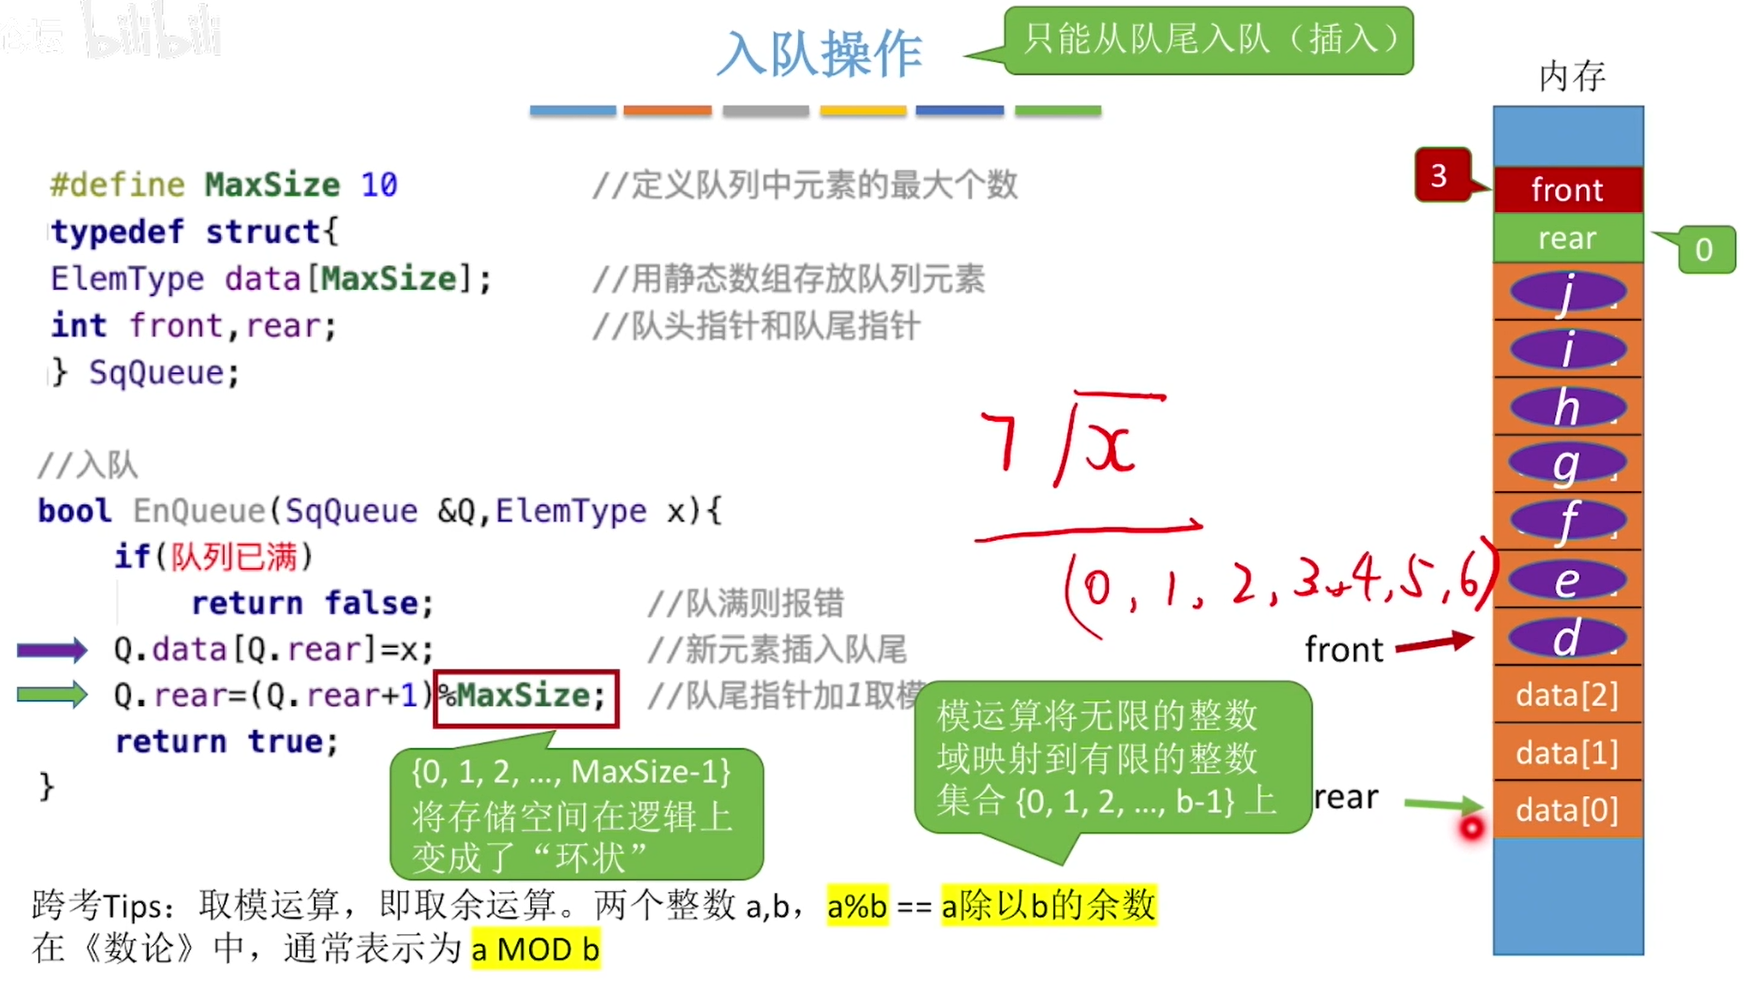 bilibili
入队操作
只能从队尾入队（插入）
内存
#define MaxSize 10 //定义队列中元素的最大个数
typedef struct{
ElemType data[MaxSize]; //用静态数组存放队列元素
int front,rear; //队头指针和队尾指针
} SqQueue;
//入队
bool EnQueue(SqQueue &Q,ElemType x){
if(队列已满)
return false; //队满则报错
Q.data[Q.rear]=x; //新元素插入队尾
Q.rear=(Q.rear+1)%MaxSize; //队尾指针加1取模
return true;
}
{0, 1, 2, ..., MaxSize-1}
将存储空间在逻辑上
变成了“环状”
7 x
(0, 1, 2, 3, 4, 5, 6)
模运算将无限的整数
域映射到有限的整数
集合 {0, 1, 2, ..., b-1} 上
3
front
rear
0
j
i
h
g
f
e
front
d
data[2]
data[1]
rear
data[0]
跨考Tips：取模运算，即取余运算。两个整数 a,b，a%b == a除以b的余数
在《数论》中，通常表示为 a MOD b